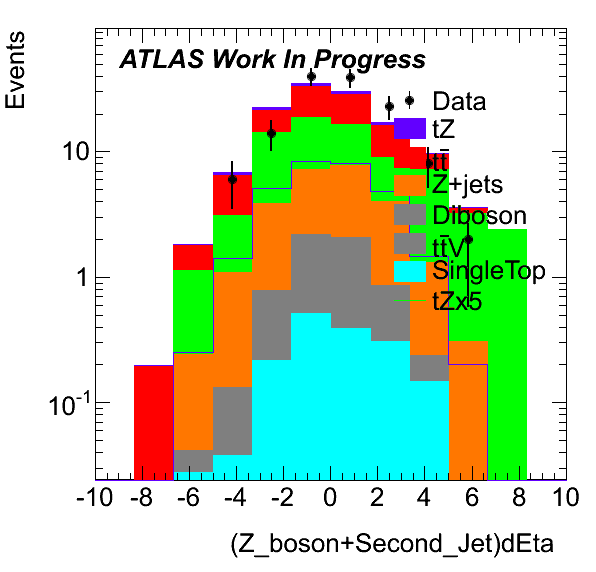 Events
ATLAS Work In Progress
Data
tZ
tt̄
Z+jets
Diboson
tt̄V
SingleTop
tZx5
10
1
10⁻¹
-10 -8 -6 -4 -2 0 2 4 6 8 10
(Z_boson+Second_Jet)dEta